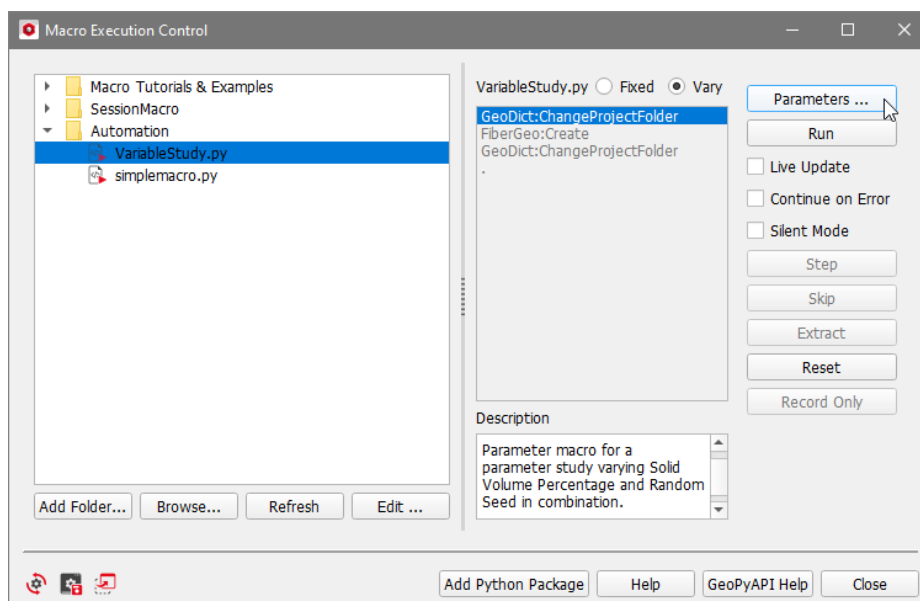 Macro Execution Control
Macro Tutorials & Examples
SessionMacro
Automation
VariableStudy.py
simplemacro.py
Add Folder...
Browse...
Refresh
Edit ...
VariableStudy.py
Fixed
Vary
GeoDict:ChangeProjectFolder
FiberGeo:Create
GeoDict:ChangeProjectFolder
.
Description
Parameter macro for a
parameter study varying Solid
Volume Percentage and Random
Seed in combination.
Parameters ...
Run
Live Update
Continue on Error
Silent Mode
Step
Skip
Extract
Reset
Record Only
Add Python Package
Help
GeoPyAPI Help
Close